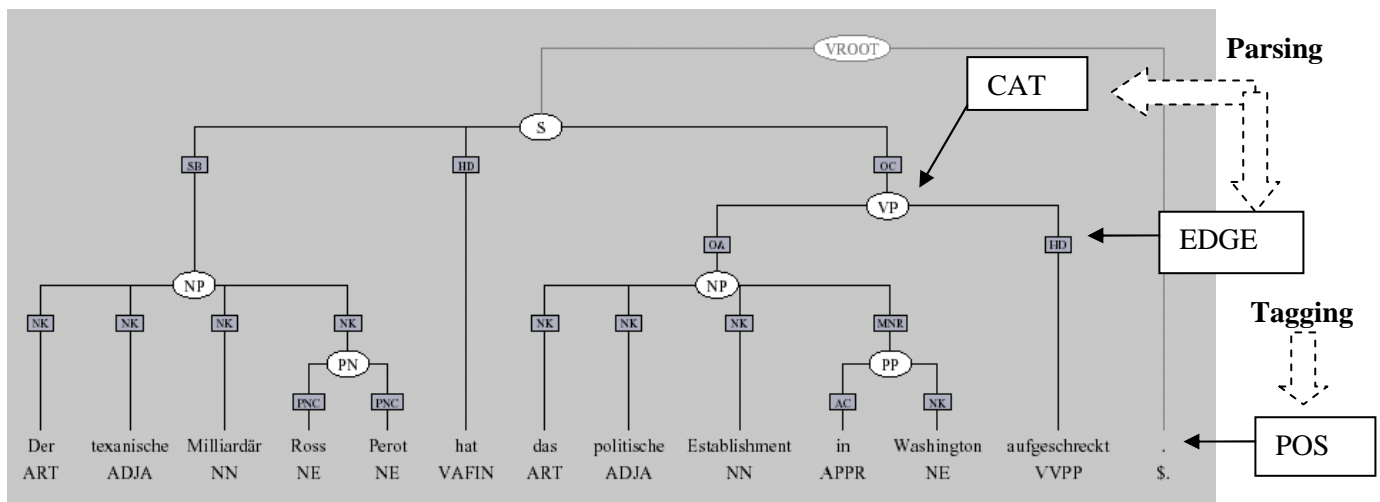 VROOT
Parsing
CAT
S
SB HD OC
VP
EDGE
OA HD
NP NP
Tagging
NK NK NK NK NK NK NK MNR
PN PP
PNC PNC AC NK
Der texanische Milliardär Ross Perot hat das politische Establishment in Washington aufgeschreckt .
POS
ART ADJA NN NE NE VAFIN ART ADJA NN APPR NE VVPP $.